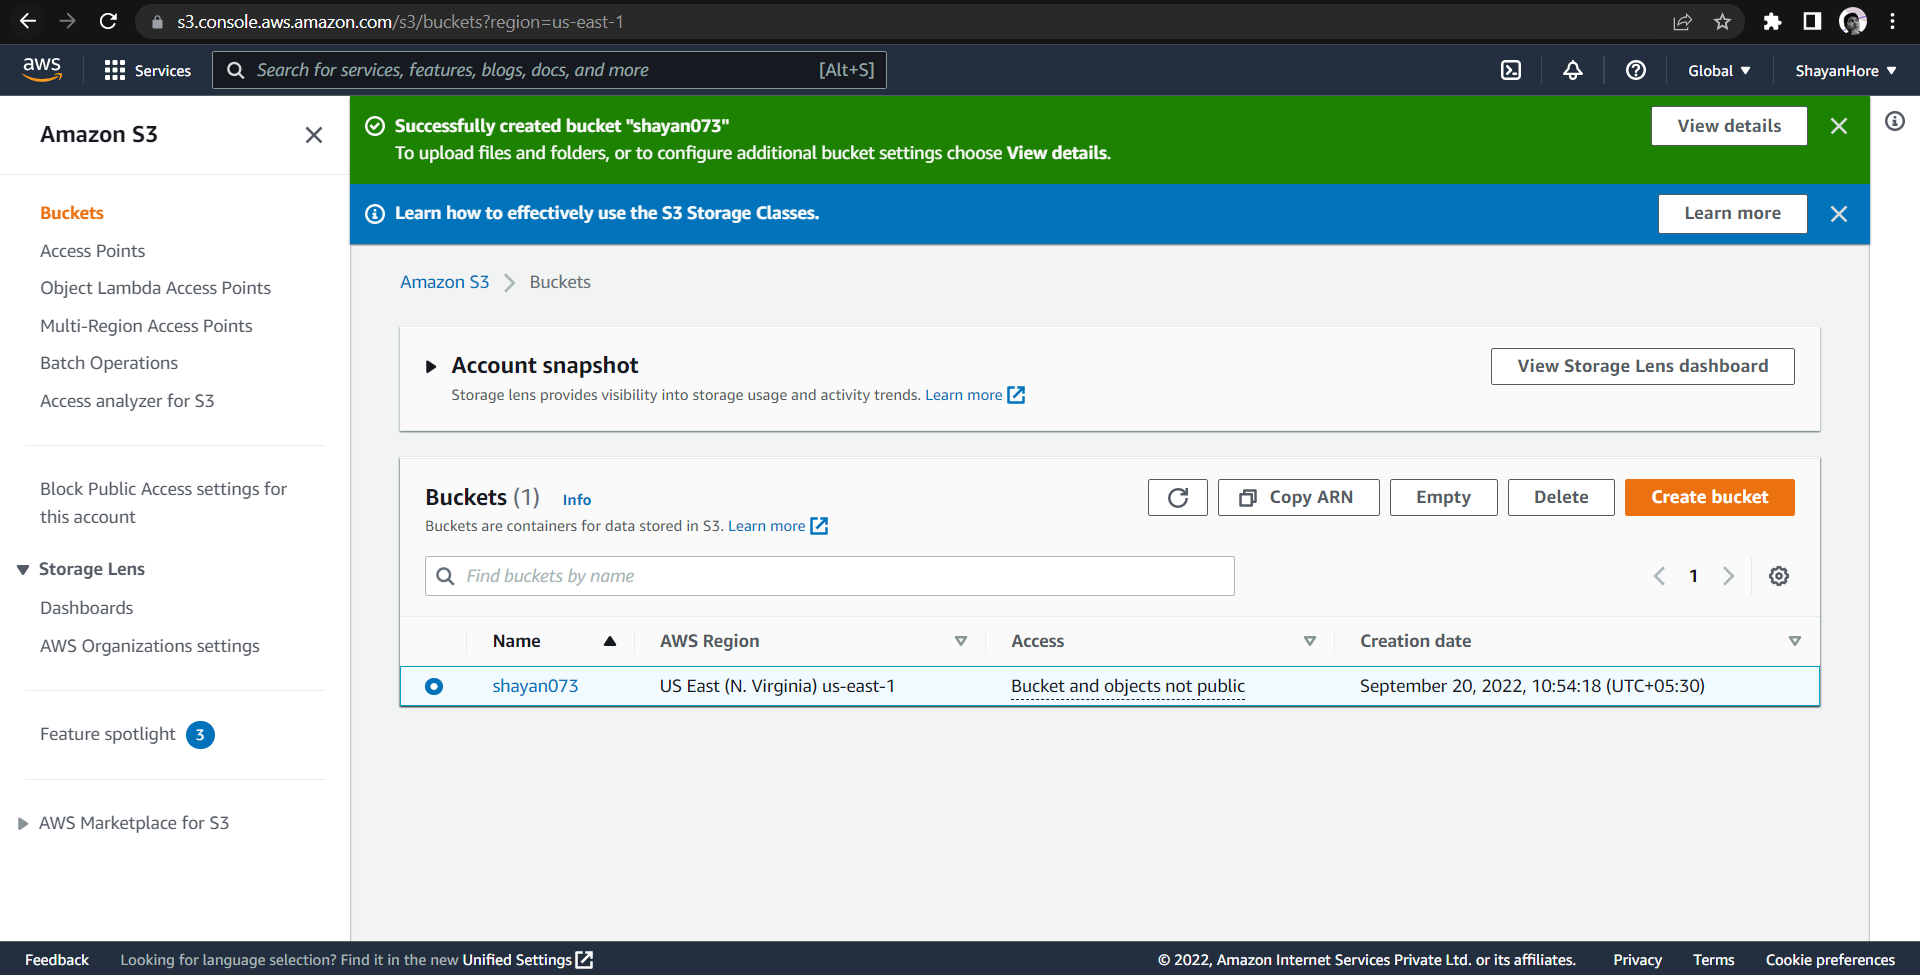 s3.console.aws.amazon.com/s3/buckets?region=us-east-1
aws
Services
Search for services, features, blogs, docs, and more
[Alt+S]
Global
ShayanHore
Amazon S3
Buckets
Access Points
Object Lambda Access Points
Multi-Region Access Points
Batch Operations
Access analyzer for S3
Block Public Access settings for
this account
Storage Lens
Dashboards
AWS Organizations settings
Feature spotlight 3
AWS Marketplace for S3
Successfully created bucket "shayan073"
To upload files and folders, or to configure additional bucket settings choose View details.
View details
Learn how to effectively use the S3 Storage Classes.
Learn more
Amazon S3
Buckets
Account snapshot
Storage lens provides visibility into storage usage and activity trends. Learn more
View Storage Lens dashboard
Buckets (1) Info
Buckets are containers for data stored in S3. Learn more
Copy ARN
Empty
Delete
Create bucket
Find buckets by name
1
Name AWS Region Access Creation date
shayan073 US East (N. Virginia) us-east-1 Bucket and objects not public September 20, 2022, 10:54:18 (UTC+05:30)
Feedback
Looking for language selection? Find it in the new Unified Settings
© 2022, Amazon Internet Services Private Ltd. or its affiliates.
Privacy
Terms
Cookie preferences